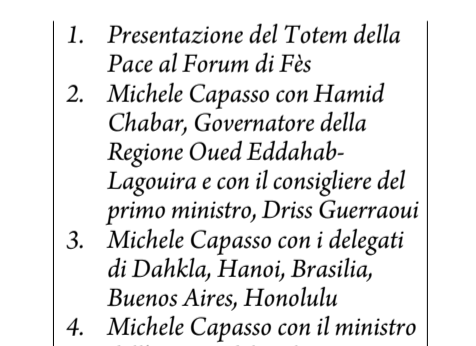 1. Presentazione del Totem della
Pace al Forum di Fès
2. Michele Capasso con Hamid
Chabar, Governatore della
Regione Oued Eddahab-
Lagouira e con il consigliere del
primo ministro, Driss Guerraoui
3. Michele Capasso con i delegati
di Dahkla, Hanoi, Brasilia,
Buenos Aires, Honolulu
4. Michele Capasso con il ministro